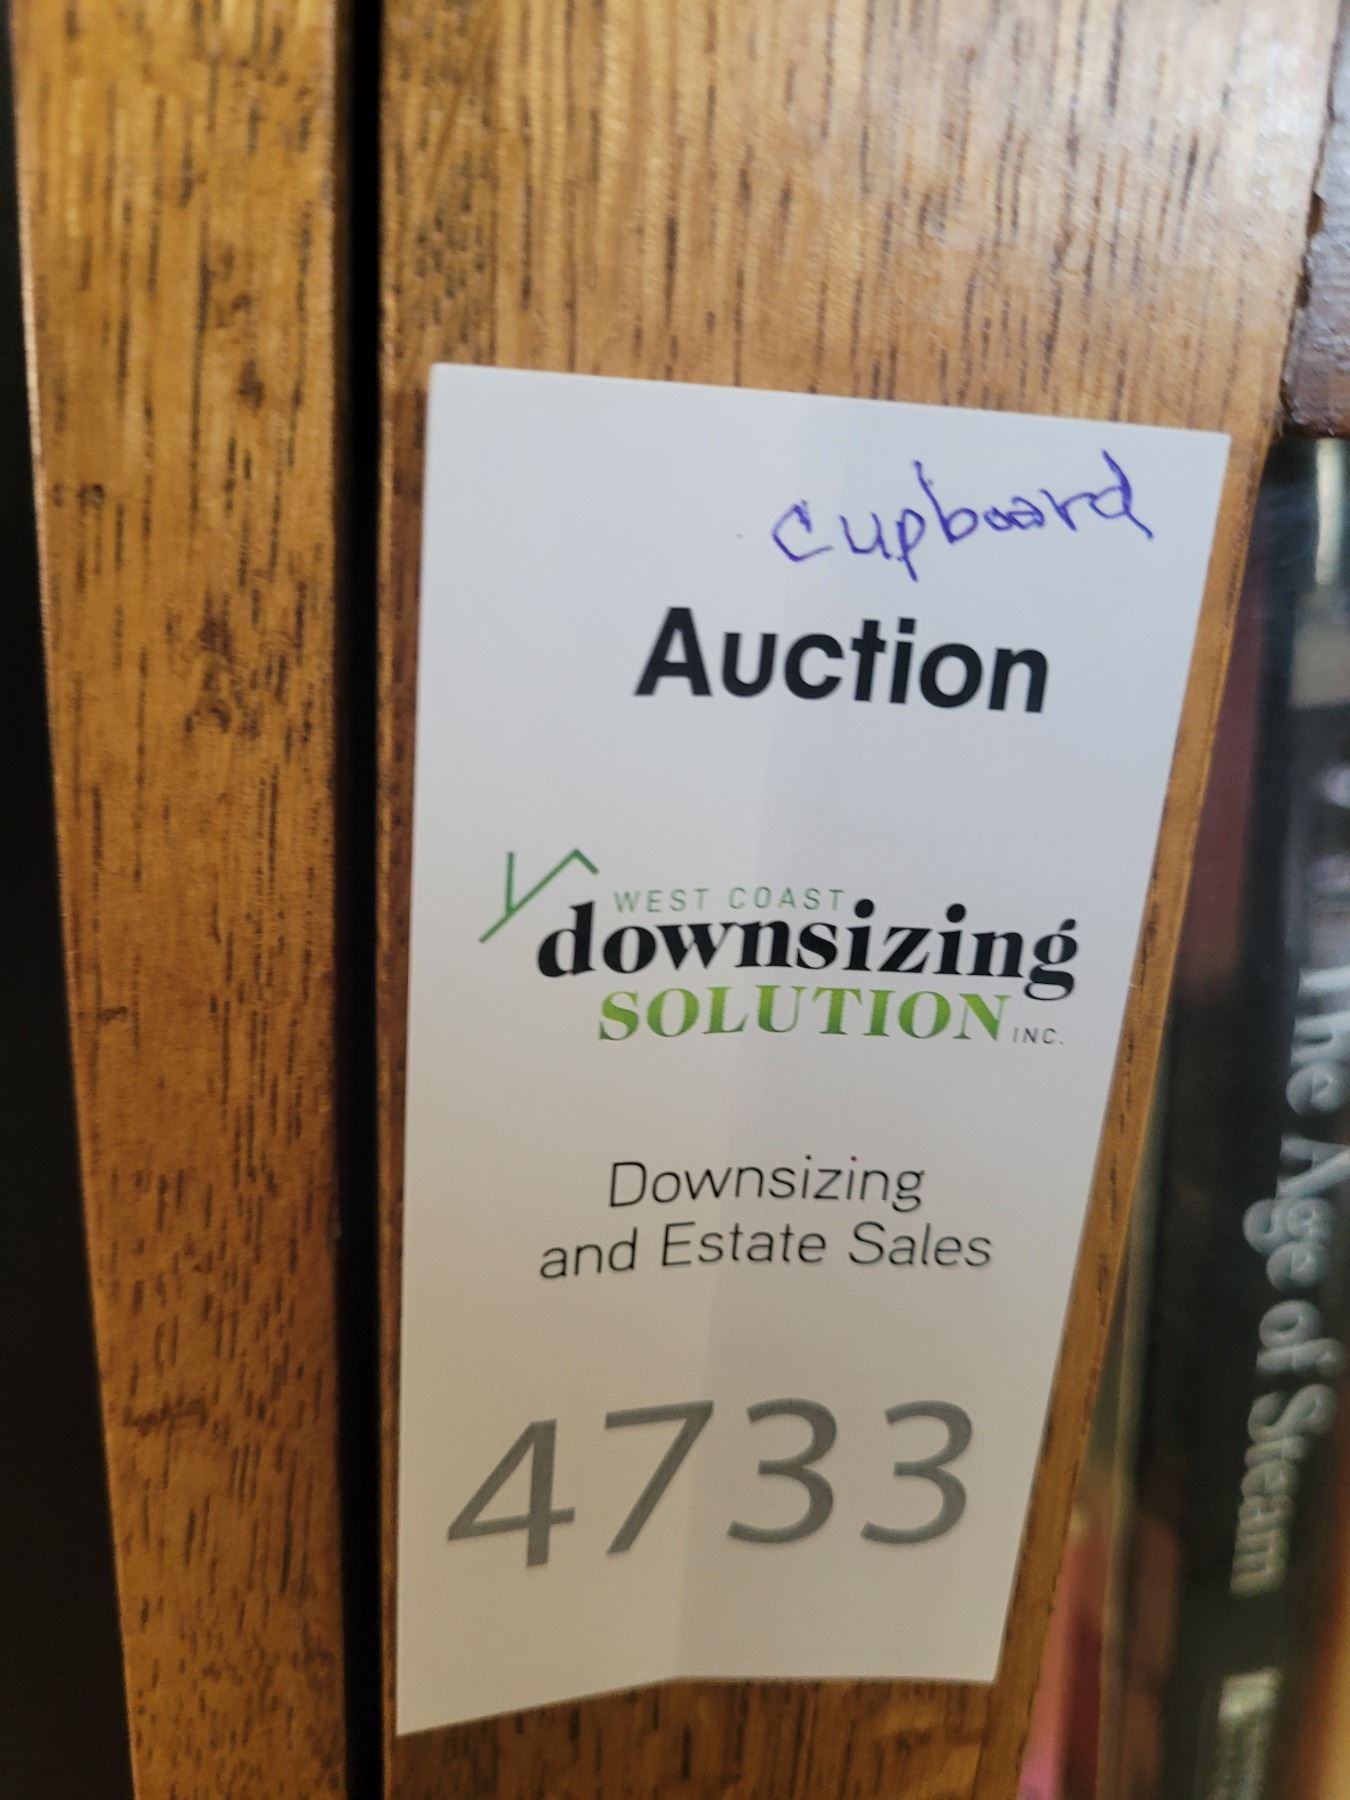 cupboard
Auction
WEST COAST
downsizing
SOLUTION INC.
Downsizing
and Estate Sales
4733
The Age of Steam